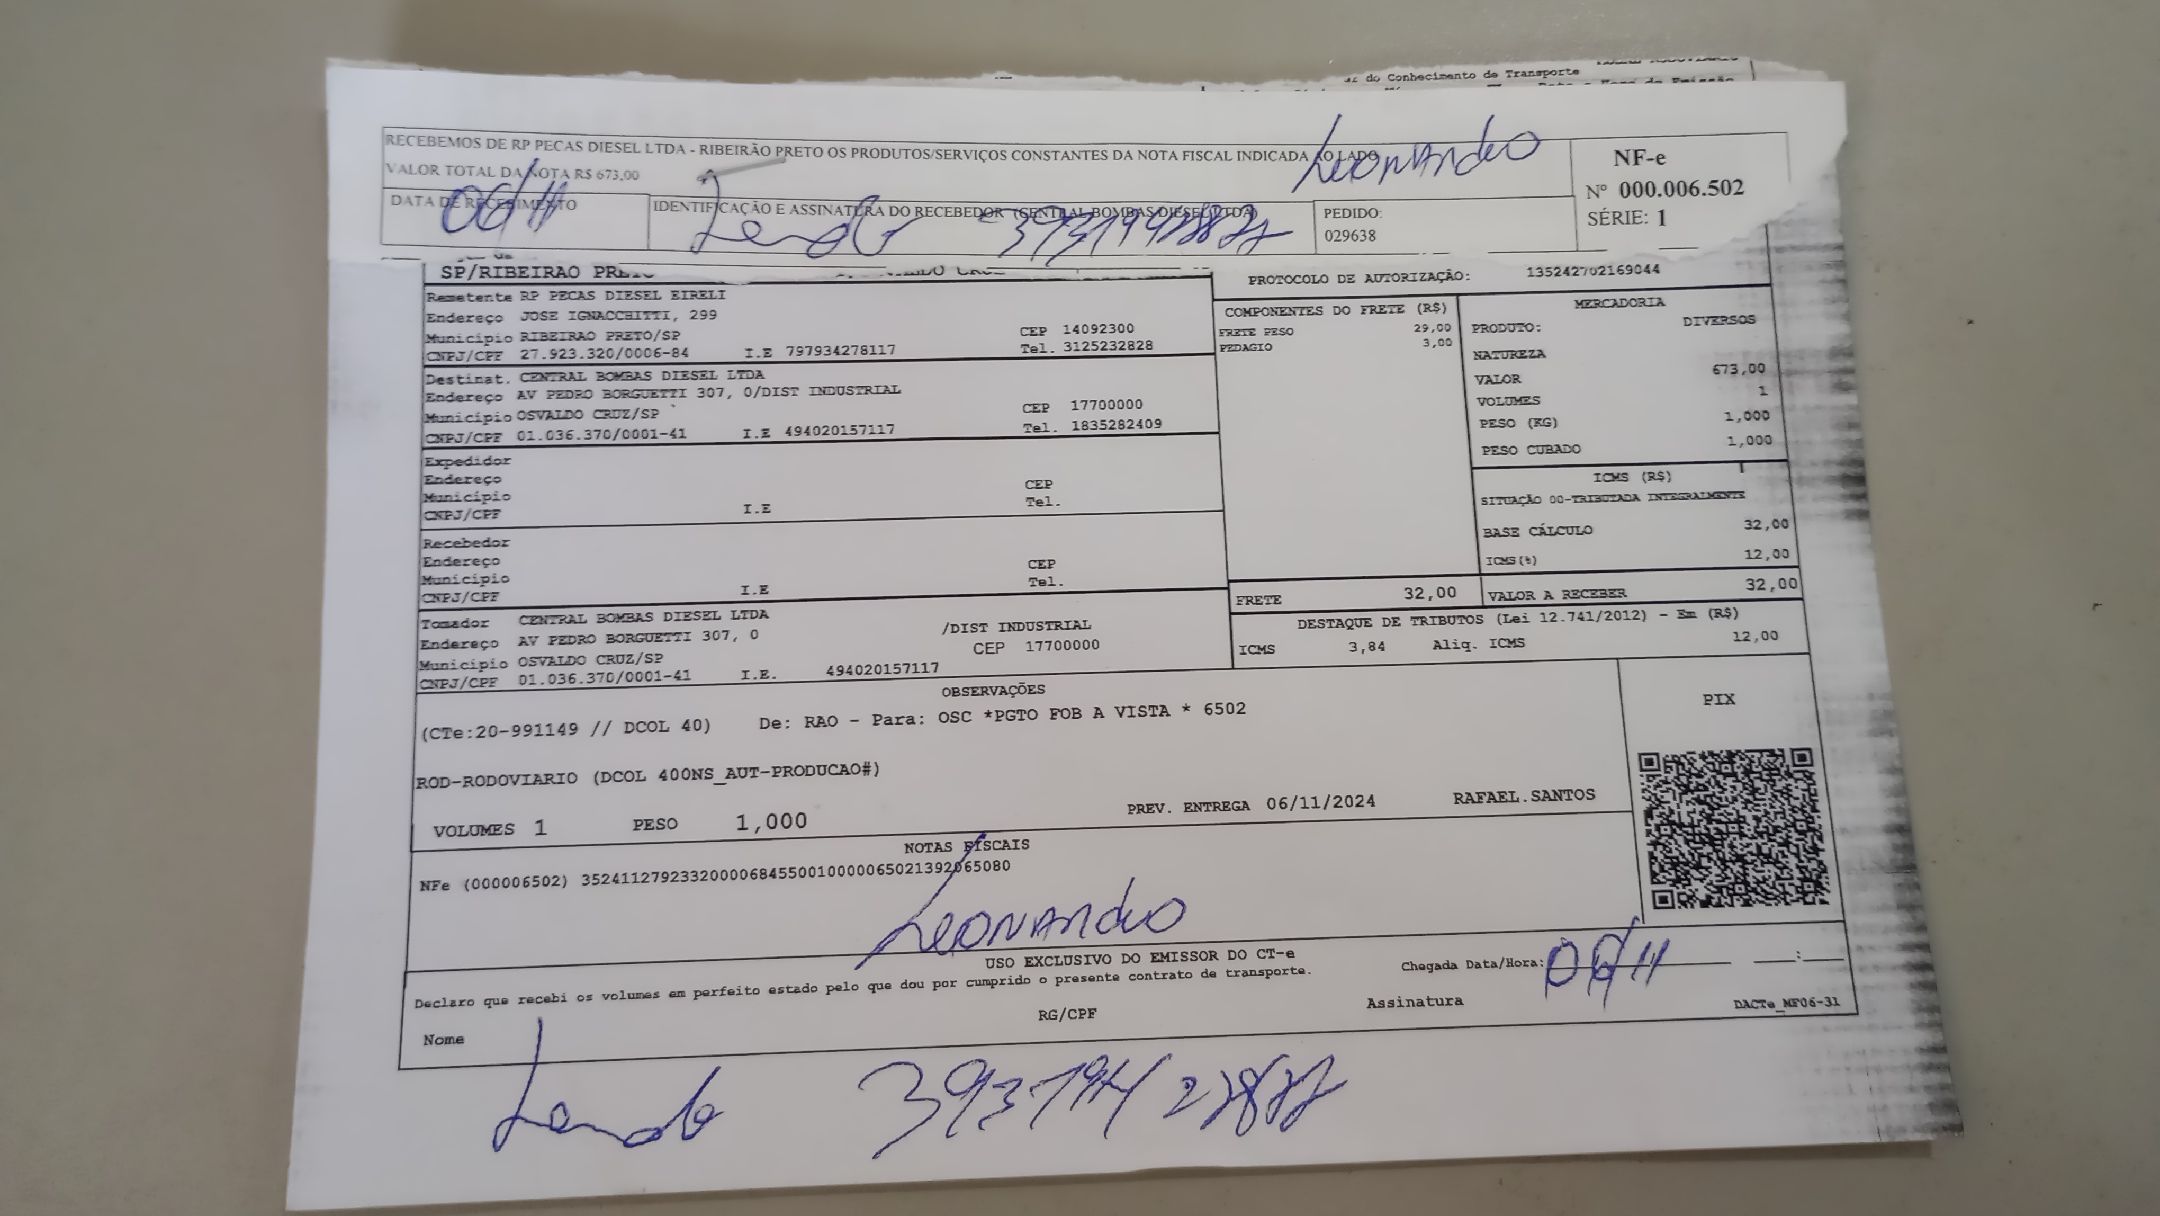 do Conhecimento de Transporte
RECEBEMOS DE RP PECAS DIESEL LTDA - RIBEIRÃO PRETO OS PRODUTOS/SERVIÇOS CONSTANTES DA NOTA FISCAL INDICADA AO LADO
Leonardo
NF-e
VALOR TOTAL DA NOTA R$ 673,00
Nº 000.006.502
SÉRIE: 1
DATA DE RECEBIMENTO
06/11
IDENTIFICAÇÃO E ASSINATURA DO RECEBEDOR (CENTRAL BOMBAS DIESEL LTDA)
PEDIDO:
029638
SP/RIBEIRAO
PROTOCOLO DE AUTORIZAÇÃO: 135242702169044
Remetente RP PECAS DIESEL EIRELI
Endereço JOSE IGNACCHITTI, 299
Município RIBEIRAO PRETO/SP CEP 14092300
CNPJ/CPF 27.923.320/0006-84 I.E 797934278117 Tel. 3125232828
Destinat. CENTRAL BOMBAS DIESEL LTDA
Endereço AV PEDRO BORGUETTI 307, 0/DIST INDUSTRIAL
Município OSVALDO CRUZ/SP CEP 17700000
CNPJ/CPF 01.036.370/0001-41 I.E 494020157117 Tel. 1835282409
Expedidor
Endereço CEP
Município Tel.
CNPJ/CPF I.E
Recebedor
Endereço CEP
Município Tel.
CNPJ/CPF I.E
Tomador CENTRAL BOMBAS DIESEL LTDA
Endereço AV PEDRO BORGUETTI 307, 0 /DIST INDUSTRIAL
Município OSVALDO CRUZ/SP CEP 17700000
CNPJ/CPF 01.036.370/0001-41 I.E. 494020157117
COMPONENTES DO FRETE (R$)
FRETE PESO 29,00
PEDAGIO 3,00
MERCADORIA
PRODUTO: DIVERSOS
NATUREZA
VALOR 673,00
VOLUMES 1
PESO (KG) 1,000
PESO CUBADO 1,000
ICMS (R$)
SITUAÇÃO 00-TRIBUTADA INTEGRALMENTE
BASE CÁLCULO 32,00
ICMS(%) 12,00
FRETE 32,00 VALOR A RECEBER 32,00
DESTAQUE DE TRIBUTOS (Lei 12.741/2012) - Em (R$)
ICMS 3,84 Aliq. ICMS 12,00
OBSERVAÇÕES
(CTe:20-991149 // DCOL 40) De: RAO - Para: OSC *PGTO FOB A VISTA * 6502
ROD-RODOVIARIO (DCOL 400NS_AUT-PRODUCAO#)
VOLUMES 1 PESO 1,000 PREV. ENTREGA 06/11/2024 RAFAEL.SANTOS
PIX
NOTAS FISCAIS
NFe (000006502) 35241127923320000684550010000065021392065080
Leonardo
USO EXCLUSIVO DO EMISSOR DO CT-e
Declaro que recebi os volumes em perfeito estado pelo que dou por cumprido o presente contrato de transporte.
Chegada Data/Hora: 06/11 __:__
Nome RG/CPF Assinatura DACTe_MF06-31